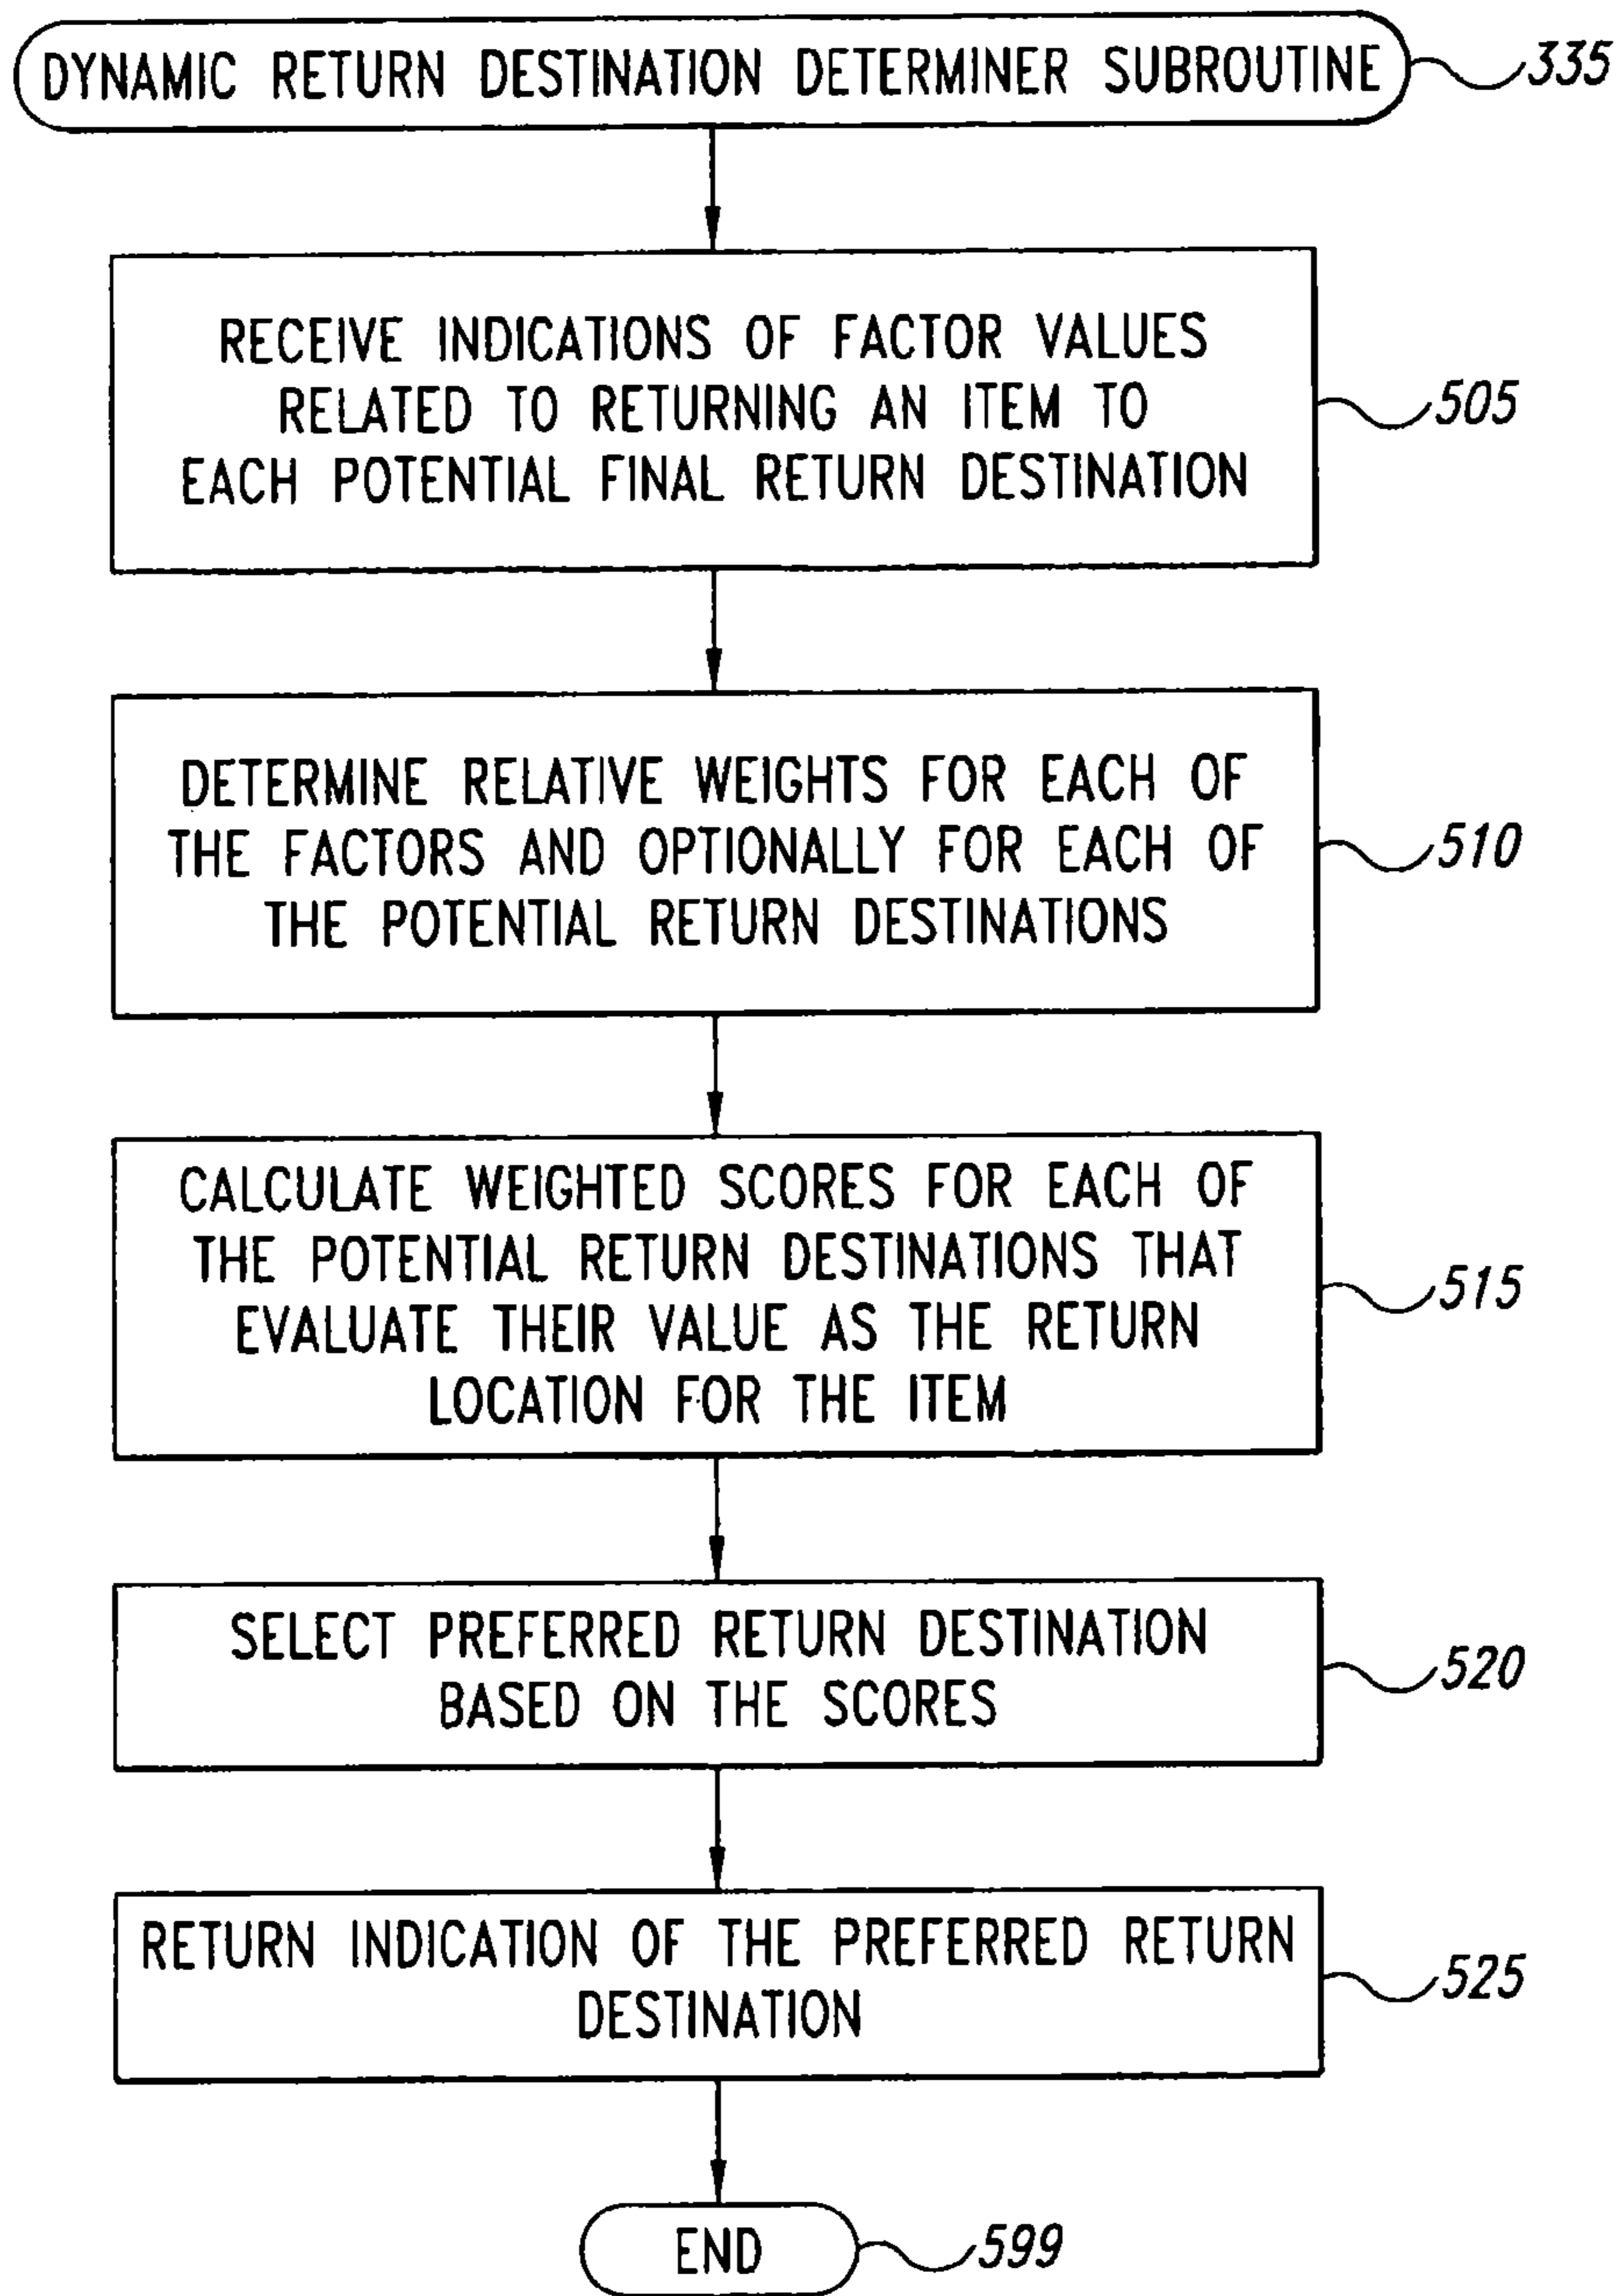 DYNAMIC RETURN DESTINATION DETERMINER SUBROUTINE
335
RECEIVE INDICATIONS OF FACTOR VALUES
RELATED TO RETURNING AN ITEM TO
EACH POTENTIAL FINAL RETURN DESTINATION
505
DETERMINE RELATIVE WEIGHTS FOR EACH OF
THE FACTORS AND OPTIONALLY FOR EACH OF
THE POTENTIAL RETURN DESTINATIONS
510
CALCULATE WEIGHTED SCORES FOR EACH OF
THE POTENTIAL RETURN DESTINATIONS THAT
EVALUATE THEIR VALUE AS THE RETURN
LOCATION FOR THE ITEM
515
SELECT PREFERRED RETURN DESTINATION
BASED ON THE SCORES
520
RETURN INDICATION OF THE PREFERRED RETURN
DESTINATION
525
END
599